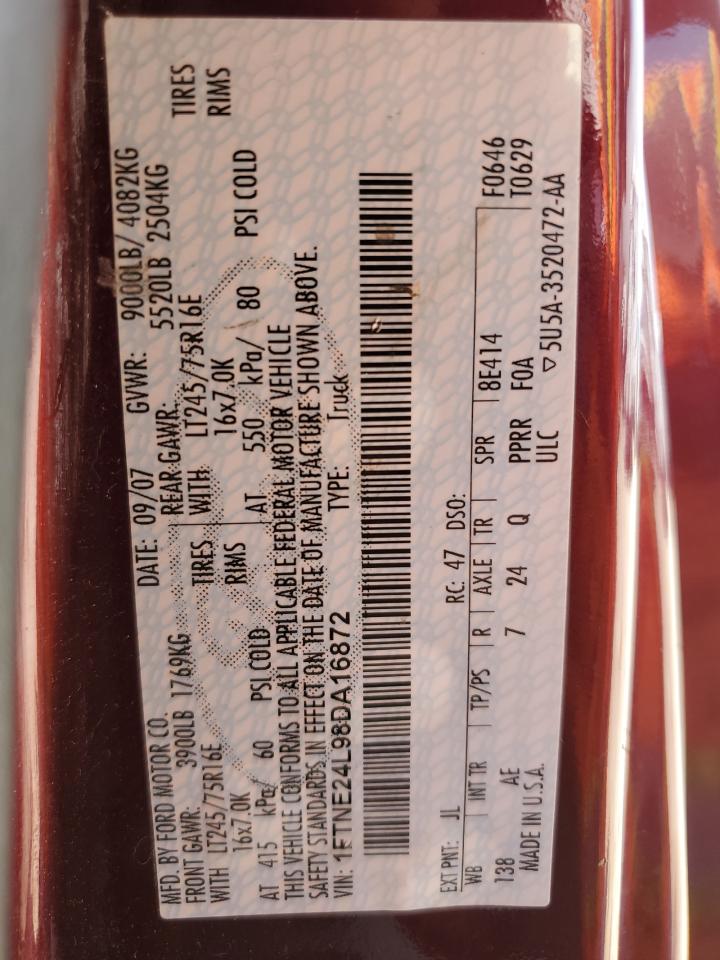 MFD. BY FORD MOTOR CO. DATE: 09/07 GVWR: 9000LB/ 4082KG
FRONT GAWR: 3900LB 1769KG REAR GAWR: 5520LB 2504KG
WITH LT245/75R16E TIRES WITH LT245/75R16E TIRES
16x7.0K RIMS 16x7.0K RIMS
AT 415 kPa/ 60 PSI COLD AT 550 kPa/ 80 PSI COLD
THIS VEHICLE CONFORMS TO ALL APPLICABLE FEDERAL MOTOR VEHICLE
SAFETY STANDARDS IN EFFECT ON THE DATE OF MANUFACTURE SHOWN ABOVE.
VIN: 1FTNE24L98DA16872 TYPE: Truck
EXT PNT: JL RC: 47 DSO:
WB INT TR TP/PS R AXLE TR SPR 8E414 F0646
138 AE 7 24 Q PPRR F0A T0629
MADE IN U.S.A. ULC ▽ 5U5A-3520472-AA